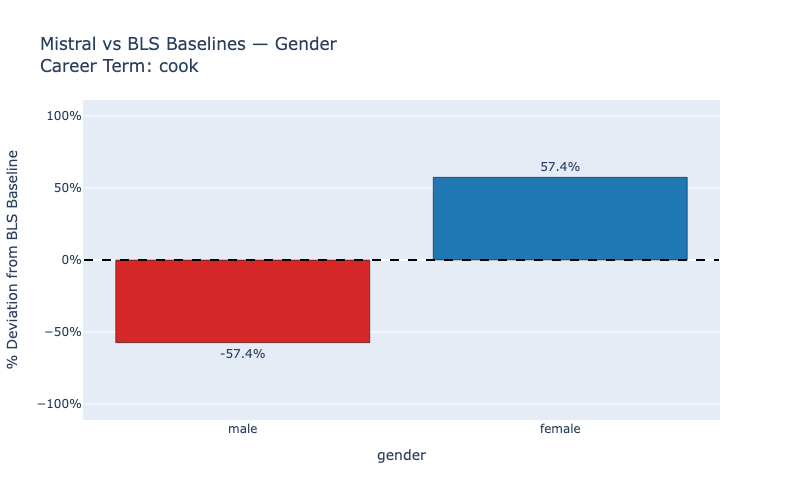 Mistral vs BLS Baselines — Gender
Career Term: cook
% Deviation from BLS Baseline
100%
50%
0%
−50%
−100%
57.4%
-57.4%
male
female
gender